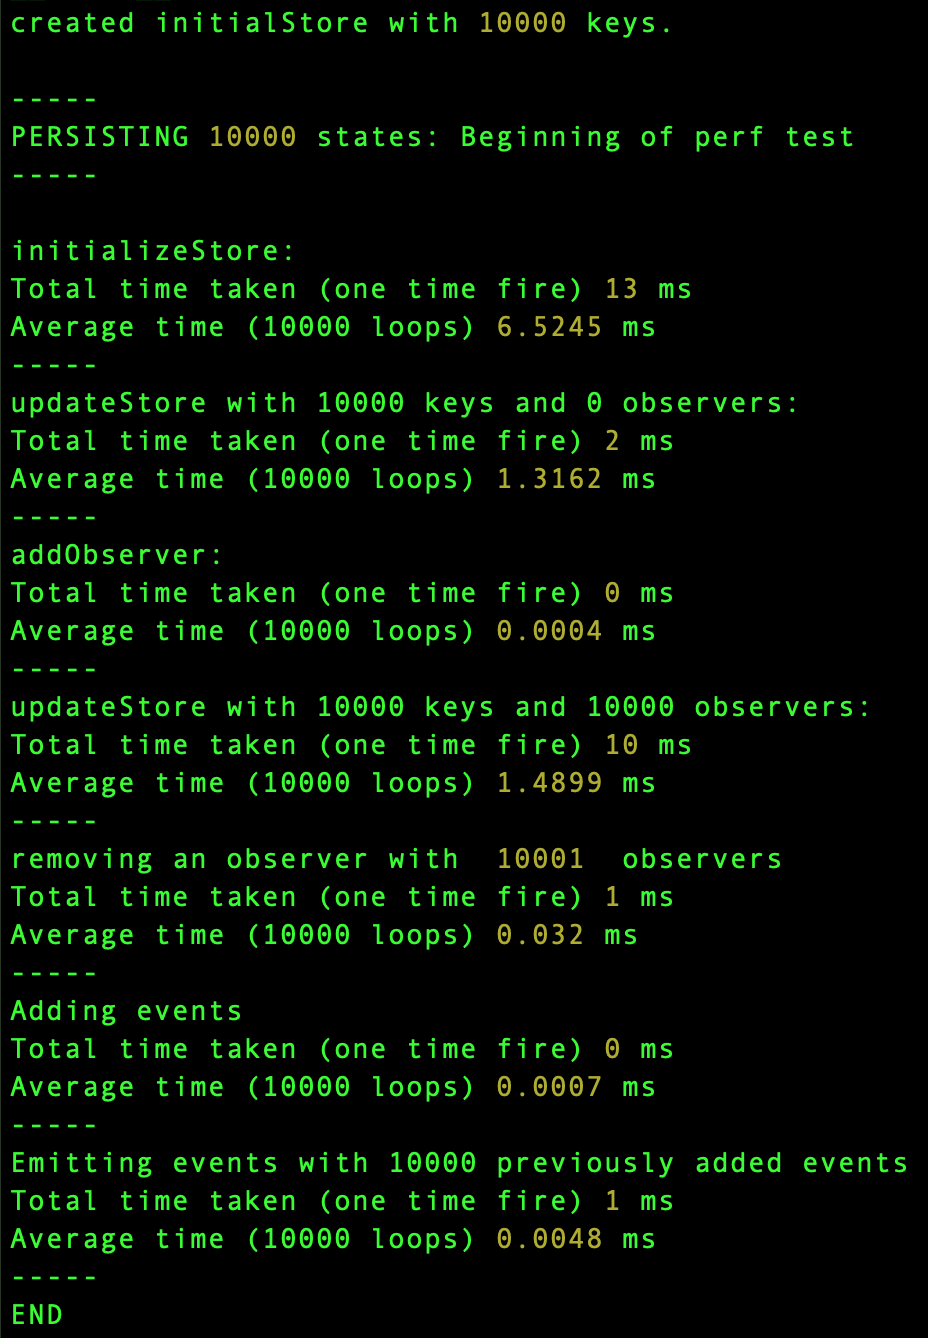 created initialStore with 10000 keys.
-----
PERSISTING 10000 states: Beginning of perf test
-----
initializeStore:
Total time taken (one time fire) 13 ms
Average time (10000 loops) 6.5245 ms
-----
updateStore with 10000 keys and 0 observers:
Total time taken (one time fire) 2 ms
Average time (10000 loops) 1.3162 ms
-----
addObserver:
Total time taken (one time fire) 0 ms
Average time (10000 loops) 0.0004 ms
-----
updateStore with 10000 keys and 10000 observers:
Total time taken (one time fire) 10 ms
Average time (10000 loops) 1.4899 ms
-----
removing an observer with  10001  observers
Total time taken (one time fire) 1 ms
Average time (10000 loops) 0.032 ms
-----
Adding events
Total time taken (one time fire) 0 ms
Average time (10000 loops) 0.0007 ms
-----
Emitting events with 10000 previously added events
Total time taken (one time fire) 1 ms
Average time (10000 loops) 0.0048 ms
-----
END